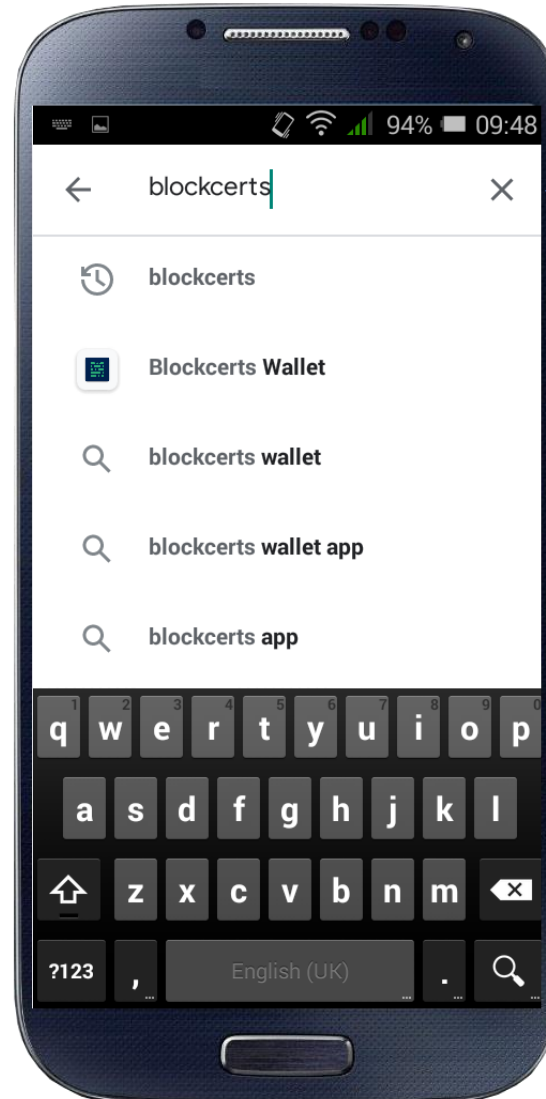 94% 09:48
blockcerts
blockcerts
Blockcerts Wallet
blockcerts wallet
blockcerts wallet app
blockcerts app
1 2 3 4 5 6 7 8 9 0
q w e r t y u i o p
a s d f g h j k l
z x c v b n m
?123 , English (UK) .